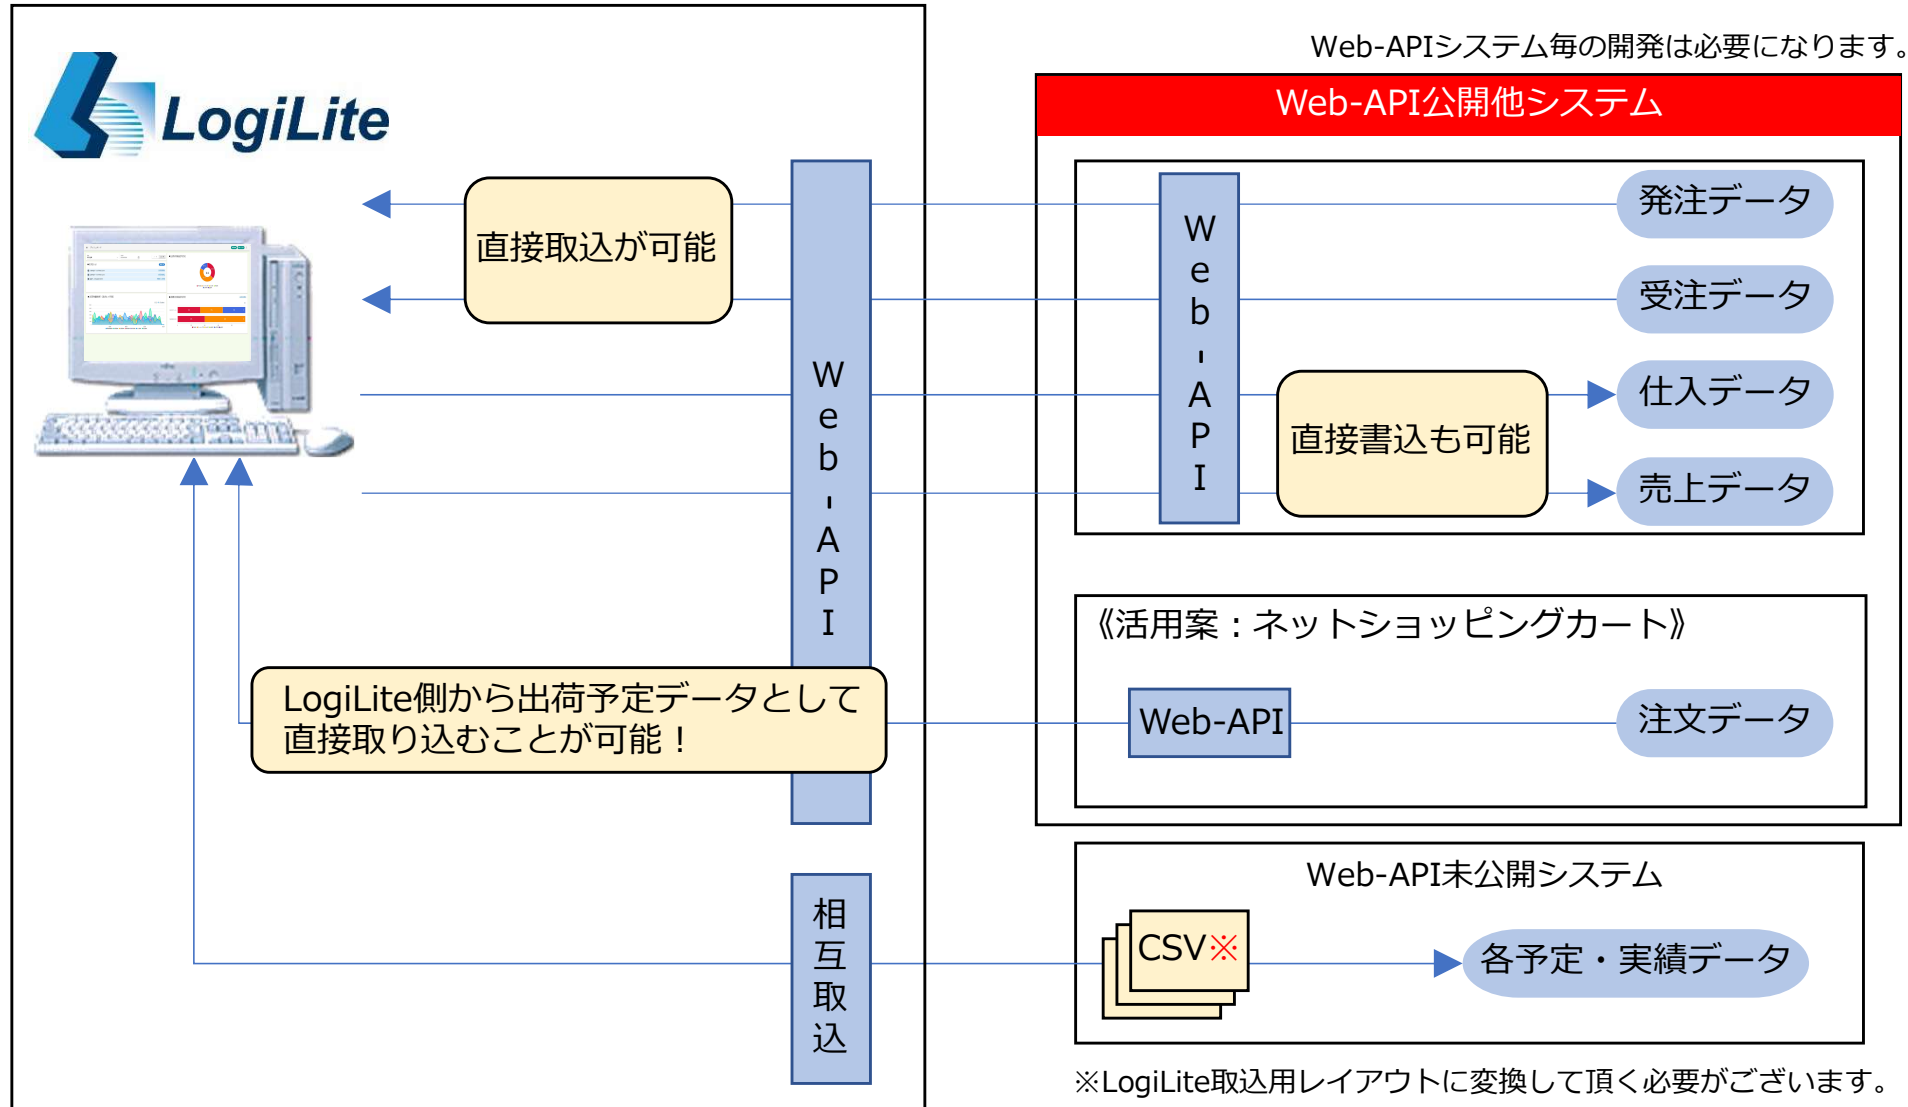 Web-APIシステム毎の開発は必要になります。
LogiLite
Web-API公開他システム
直接取込が可能
Web-API
Web-API
発注データ
受注データ
仕入データ
直接書込も可能
売上データ
《活用案：ネットショッピングカート》
LogiLite側から出荷予定データとして
直接取り込むことが可能！
Web-API
注文データ
相互取込
Web-API未公開システム
CSV※
各予定・実績データ
※LogiLite取込用レイアウトに変換して頂く必要がございます。